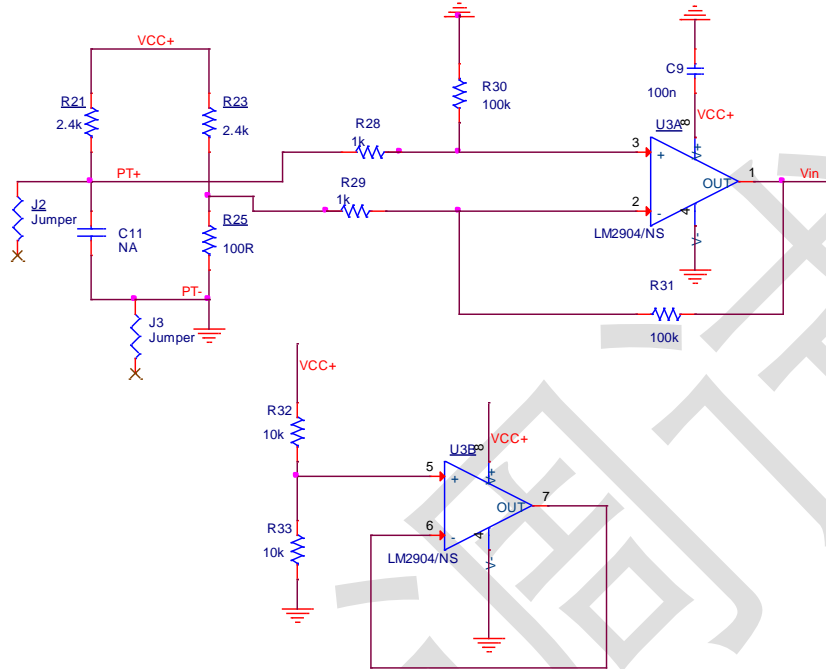 VCC+
R21
2.4k
R23
2.4k
R30
100k
C9
100n
VCC+
8
U3A
R28
1k
3
+
V+
PT+
1
Vin
OUT
R29
1k
2
-
J2
Jumper
C11
NA
R25
100R
4
V-
LM2904/NS
PT-
R31
100k
J3
Jumper
VCC+
R32
10k
VCC+
8
U3B
5
+
V+
7
OUT
R33
10k
6
-
4
V-
LM2904/NS